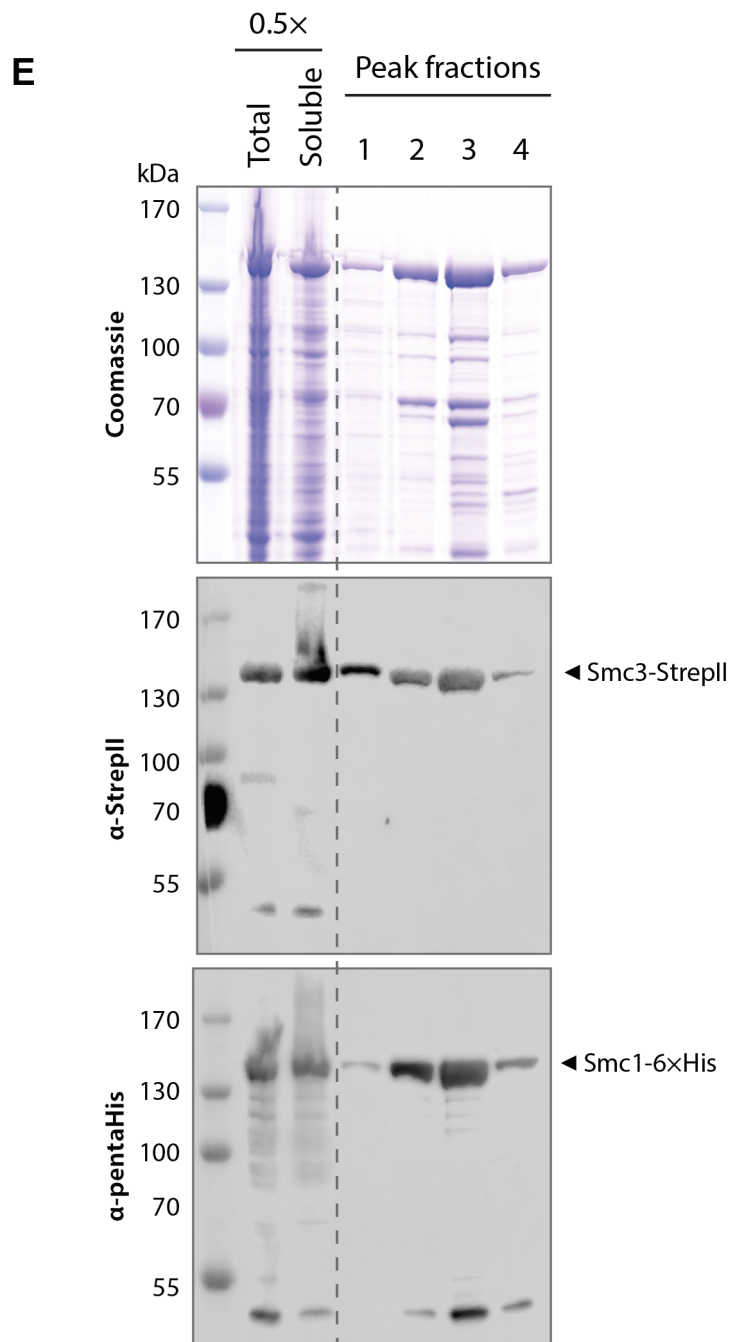 E
0.5×
Total
Soluble
Peak fractions
1 2 3 4
kDa
170
130
100
70
55
Coomassie
170
130
100
70
55
α-StrepII
◄ Smc3-StrepII
170
130
100
70
55
α-pentaHis
◄ Smc1-6×His